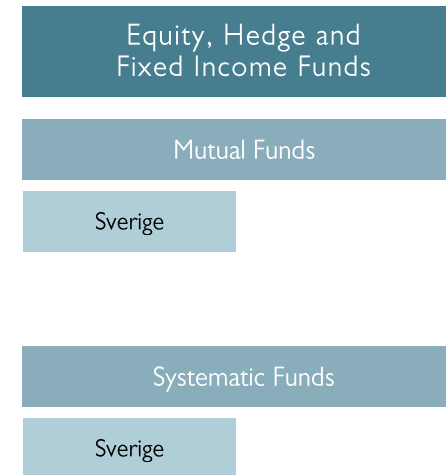 Equity, Hedge and
Fixed Income Funds
Mutual Funds
Sverige
Systematic Funds
Sverige